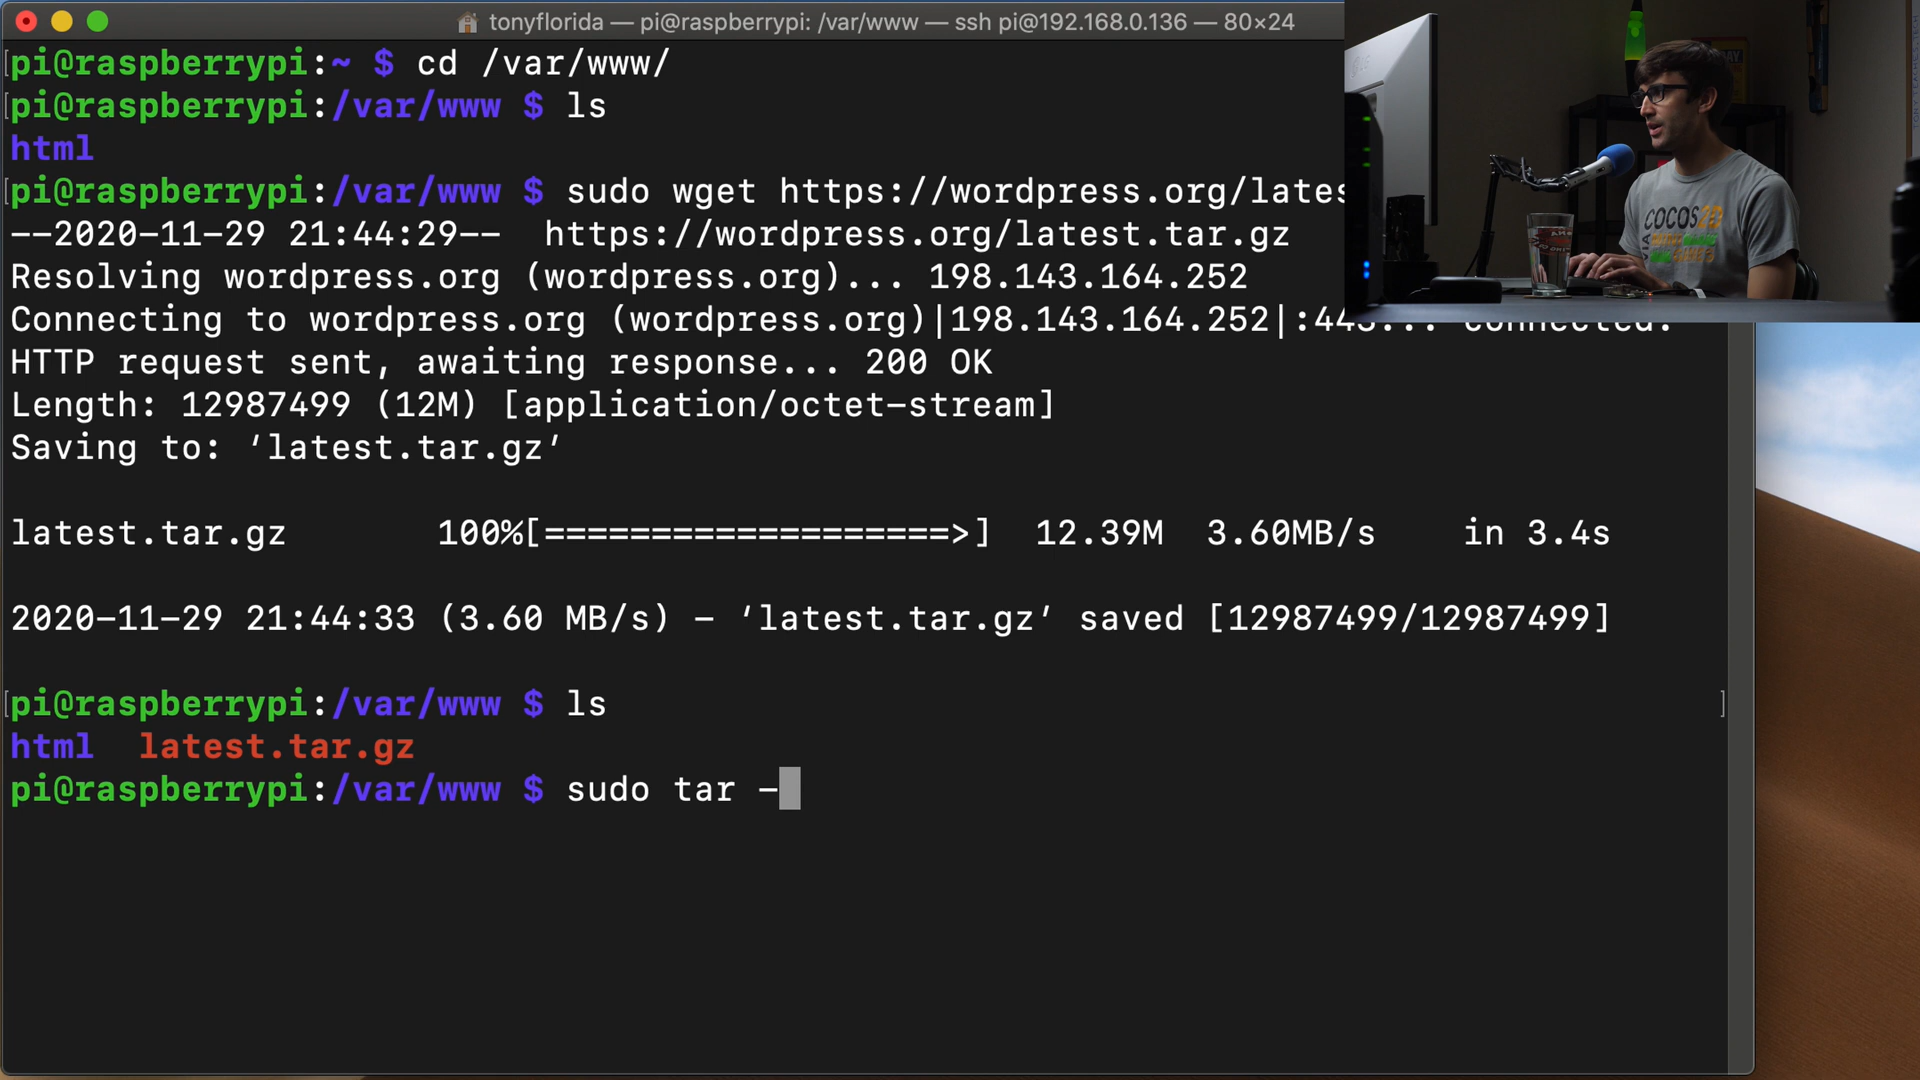 tonyflorida — pi@raspberrypi: /var/www — ssh pi@192.168.0.136 — 80×24
pi@raspberrypi:~ $ cd /var/www/
pi@raspberrypi:/var/www $ ls
html
pi@raspberrypi:/var/www $ sudo wget https://wordpress.org/lates
--2020-11-29 21:44:29-- https://wordpress.org/latest.tar.gz
Resolving wordpress.org (wordpress.org)... 198.143.164.252
Connecting to wordpress.org (wordpress.org)|198.143.164.252|:443... connected.
HTTP request sent, awaiting response... 200 OK
Length: 12987499 (12M) [application/octet-stream]
Saving to: ‘latest.tar.gz’
latest.tar.gz 100%[===================>] 12.39M 3.60MB/s in 3.4s
2020-11-29 21:44:33 (3.60 MB/s) - ‘latest.tar.gz’ saved [12987499/12987499]
pi@raspberrypi:/var/www $ ls
html latest.tar.gz
pi@raspberrypi:/var/www $ sudo tar -
COCOS2D